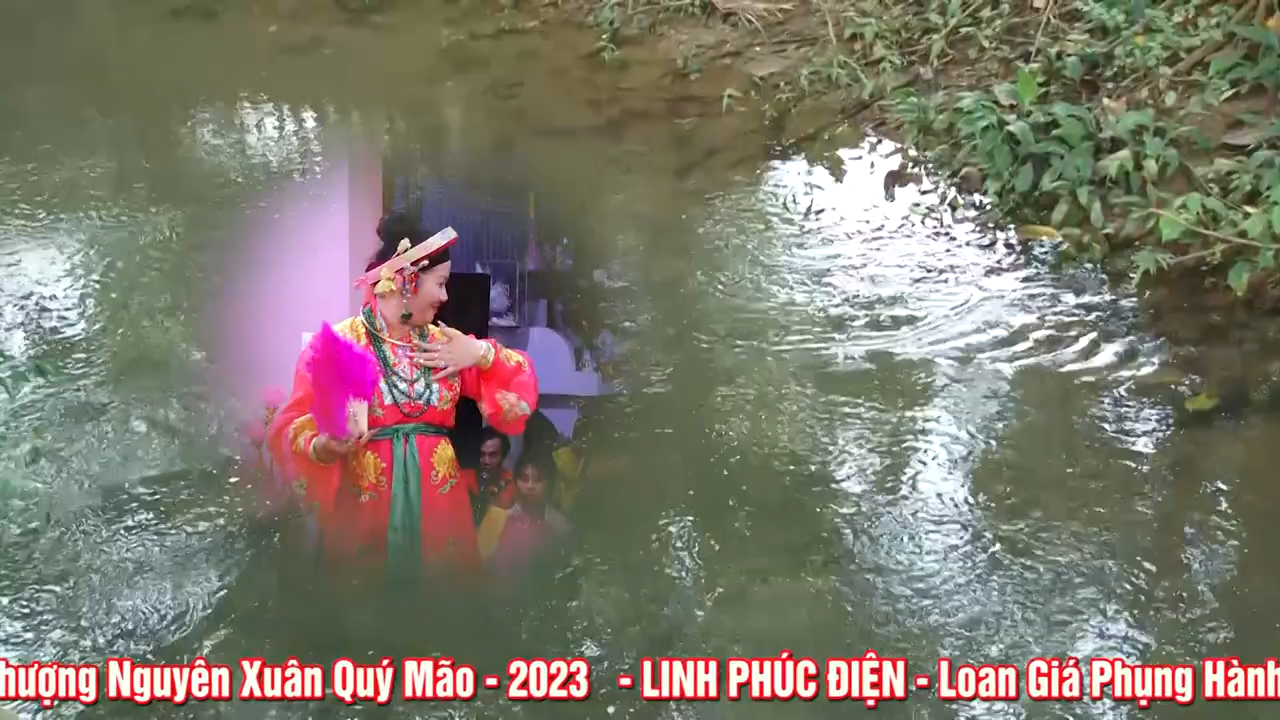 hượng Nguyên Xuân Quý Mão - 2023 - LINH PHÚC ĐIỆN - Loan Giá Phụng Hành